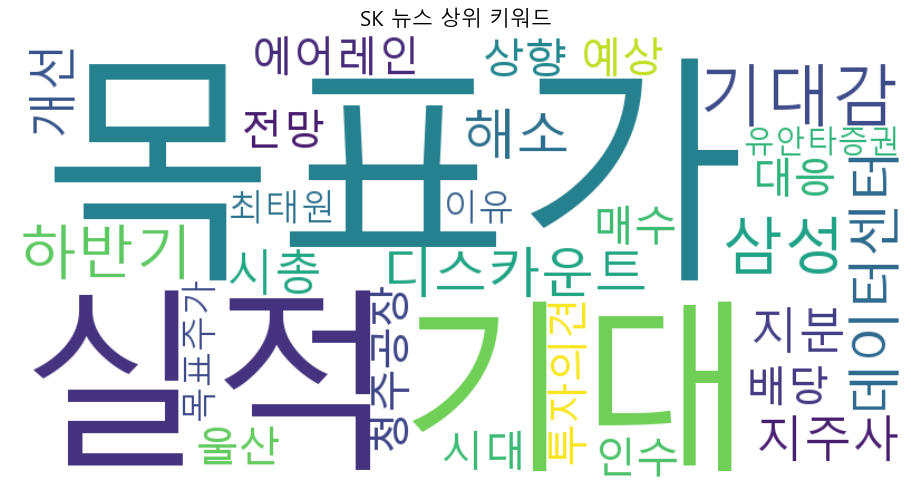 SK 뉴스 상위 키워드
개선
에어레인
상향
예상
목표가
기대감
전망
해소
유안타증권
대응
데이터센터
최태원
이유
매수
하반기
시총
디스카운트
삼성
실적
목표주가
청주공장
기대
투자의견
지분
배당
울산
시대
인수
지주사